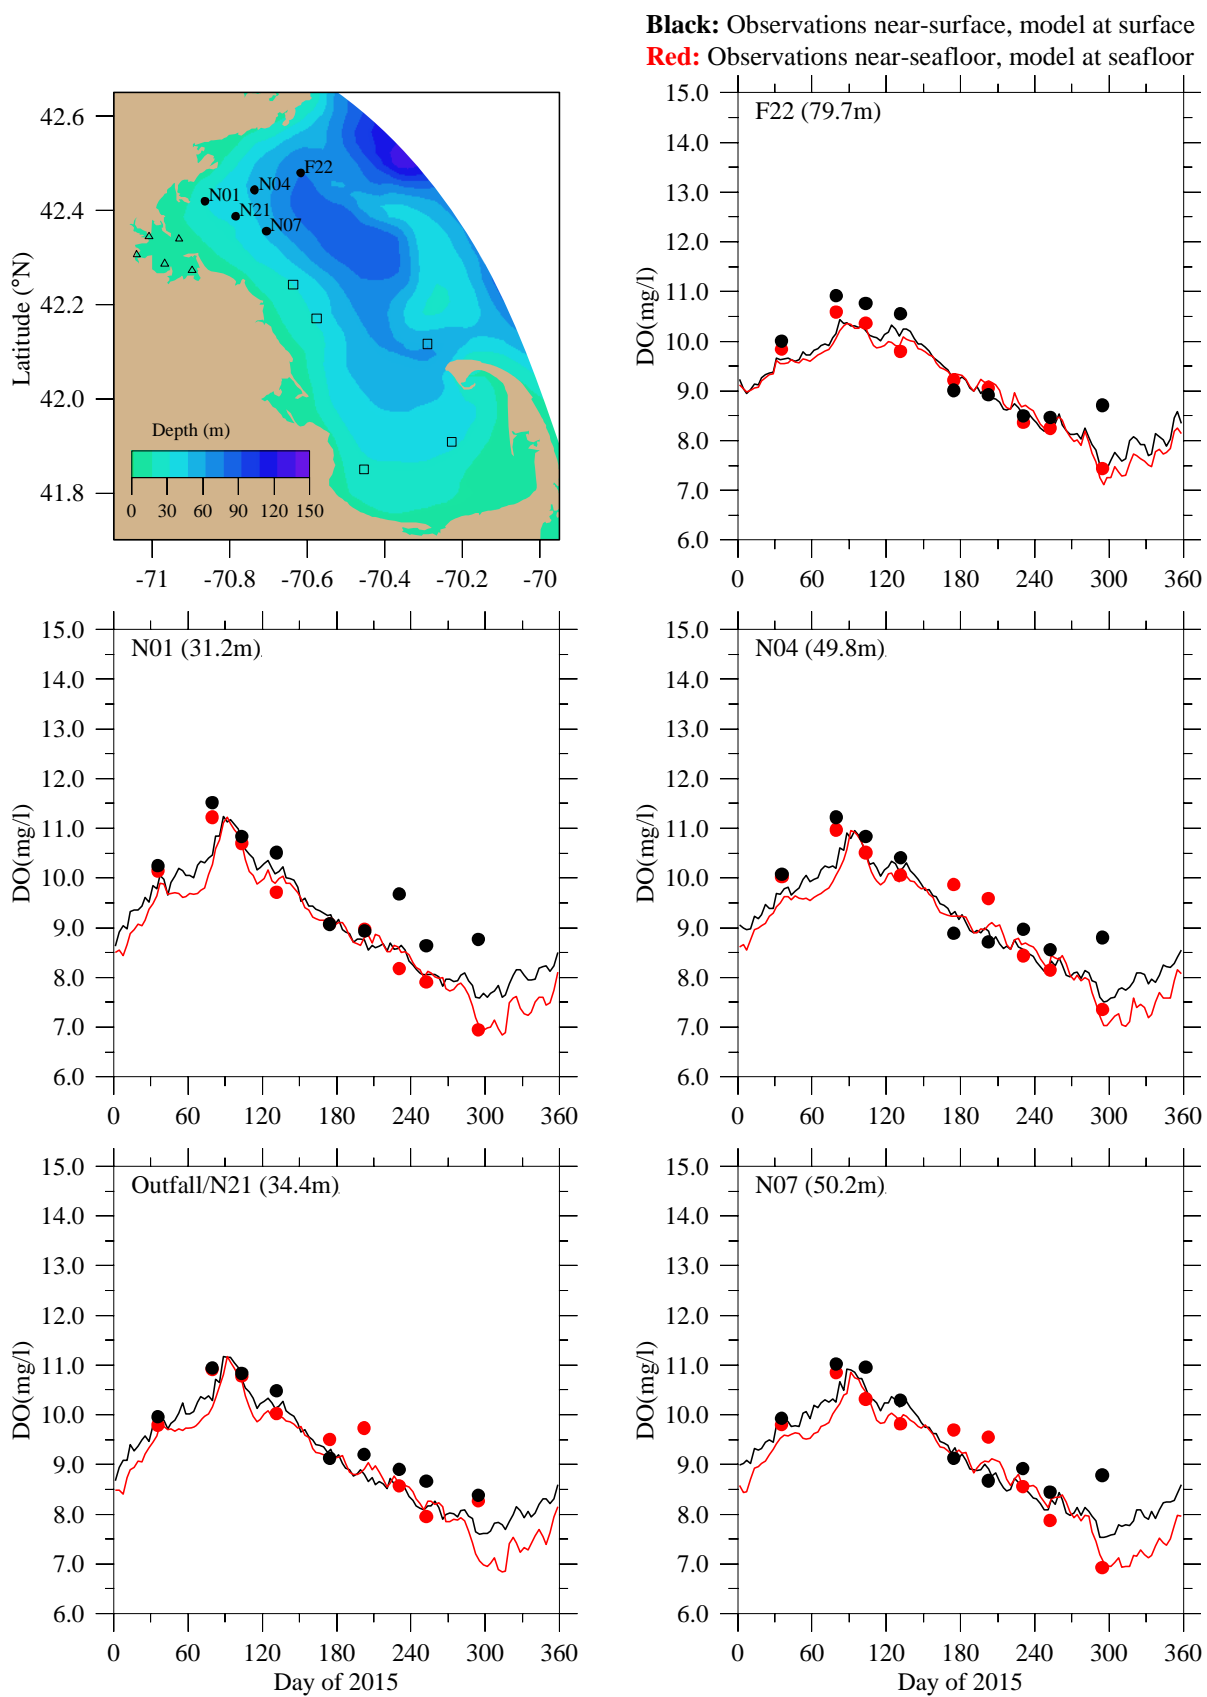 Black: Observations near-surface, model at surface
Red: Observations near-seafloor, model at seafloor
42.6
42.4
42.2
42.0
41.8
Latitude (°N)
F22
N04
N01
N21
N07
Depth (m)
0 30 60 90 120 150
-71 -70.8 -70.6 -70.4 -70.2 -70
F22 (79.7m)
15.0
14.0
13.0
12.0
11.0
10.0
9.0
8.0
7.0
6.0
DO(mg/l)
0 60 120 180 240 300 360
N01 (31.2m)
15.0
14.0
13.0
12.0
11.0
10.0
9.0
8.0
7.0
6.0
DO(mg/l)
0 60 120 180 240 300 360
N04 (49.8m)
15.0
14.0
13.0
12.0
11.0
10.0
9.0
8.0
7.0
6.0
DO(mg/l)
0 60 120 180 240 300 360
Outfall/N21 (34.4m)
15.0
14.0
13.0
12.0
11.0
10.0
9.0
8.0
7.0
6.0
DO(mg/l)
0 60 120 180 240 300 360
Day of 2015
N07 (50.2m)
15.0
14.0
13.0
12.0
11.0
10.0
9.0
8.0
7.0
6.0
DO(mg/l)
0 60 120 180 240 300 360
Day of 2015